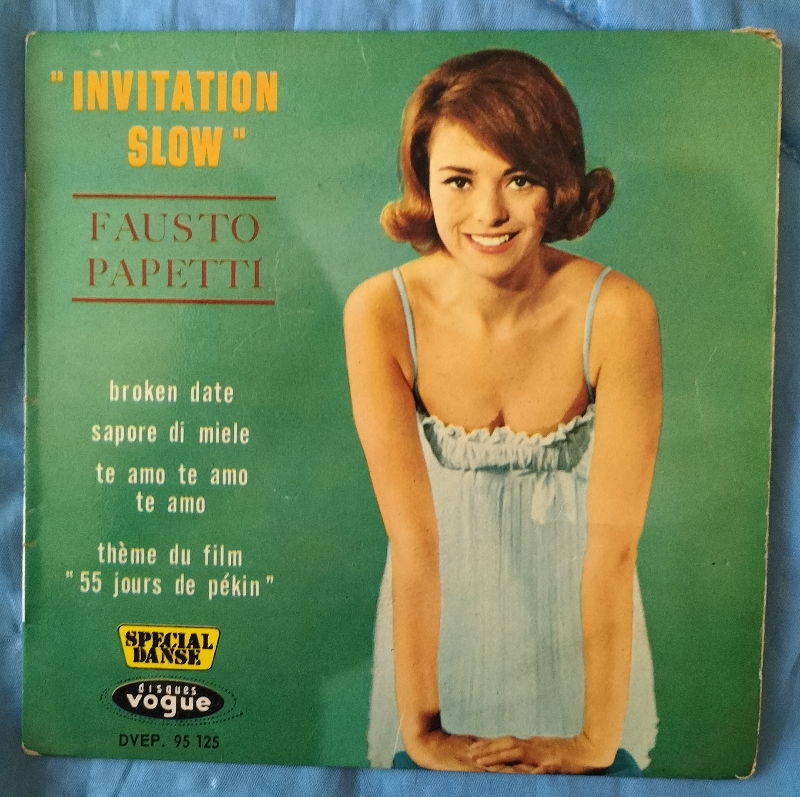 "INVITATION
SLOW"
FAUSTO
PAPETTI
broken date
sapore di miele
te amo te amo
te amo
thème du film
"55 jours de pékin"
SPECIAL
DANSE
disques
vogue
DVEP. 95 125